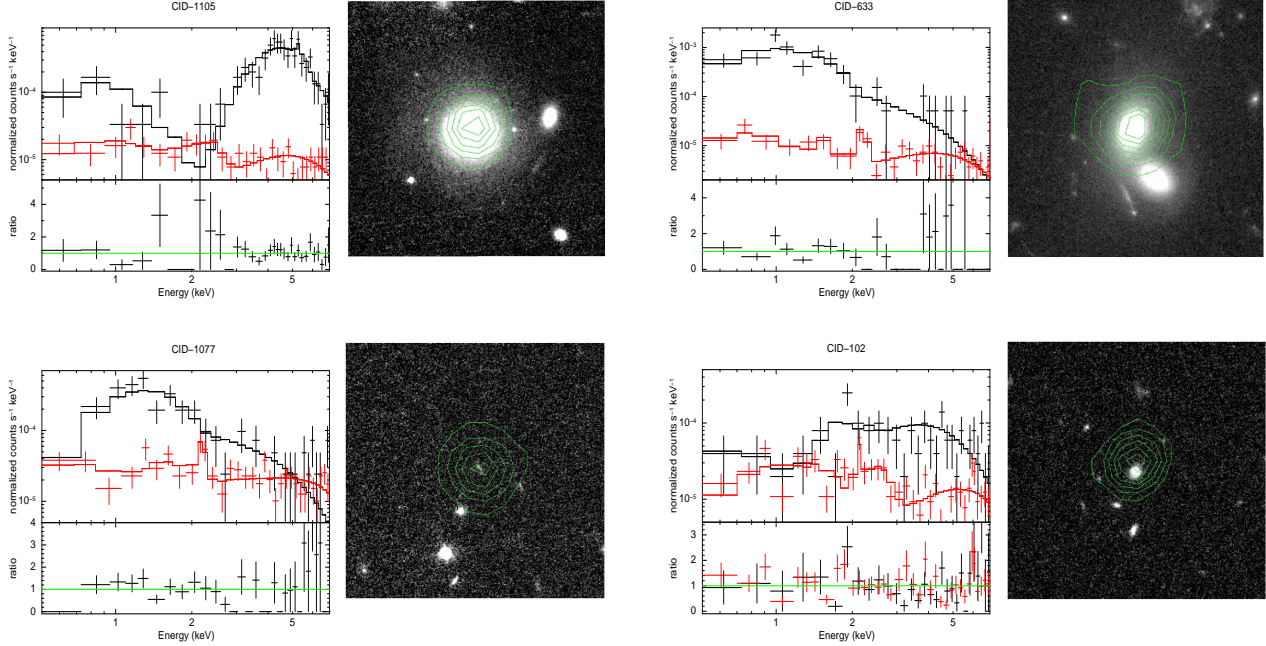 CID−1105
normalized counts s−1 keV−1
10−4
10−5
ratio
4
2
0
1
2
5
Energy (keV)
CID−633
normalized counts s−1 keV−1
10−3
10−4
10−5
ratio
4
2
0
1
2
5
Energy (keV)
CID−1077
normalized counts s−1 keV−1
10−4
10−5
4
ratio
3
2
1
0
1
2
5
Energy (keV)
CID−102
normalized counts s−1 keV−1
10−4
10−5
ratio
3
2
1
0
1
2
5
Energy (keV)